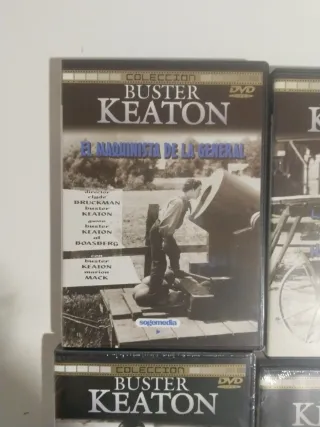 COLECCION
BUSTER
KEATON
DVD
EL MAQUINISTA DE LA GENERAL
director
clyde
BRUCKMAN
buster
KEATON
guion
buster
KEATON
al
BOASBERG
con
buster
KEATON
marion
MACK
sogemedia
COLECCION
BUSTER
KEATON
DVD